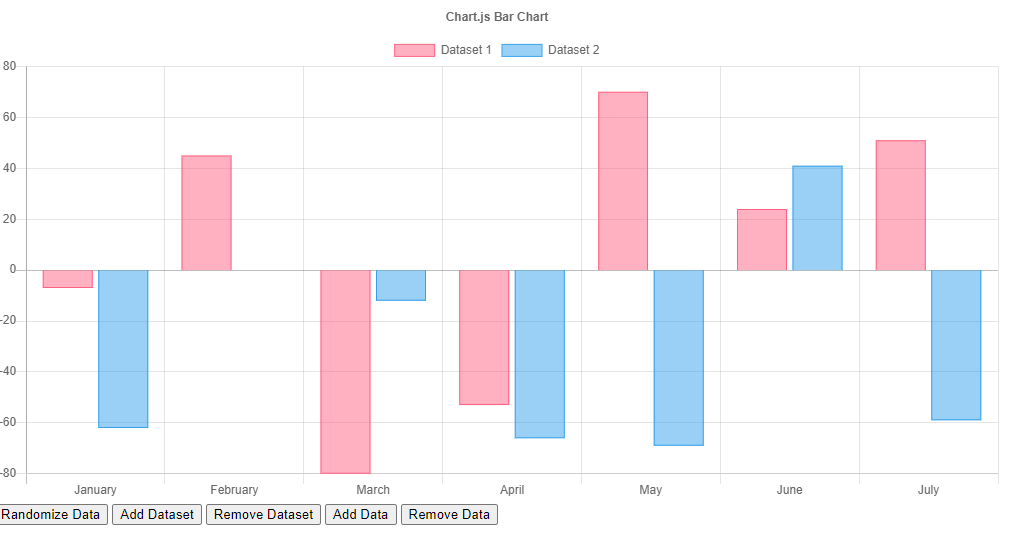 Chart.js Bar Chart
Dataset 1 Dataset 2
80
60
40
20
0
-20
-40
-60
-80
January February March April May June July
Randomize Data Add Dataset Remove Dataset Add Data Remove Data